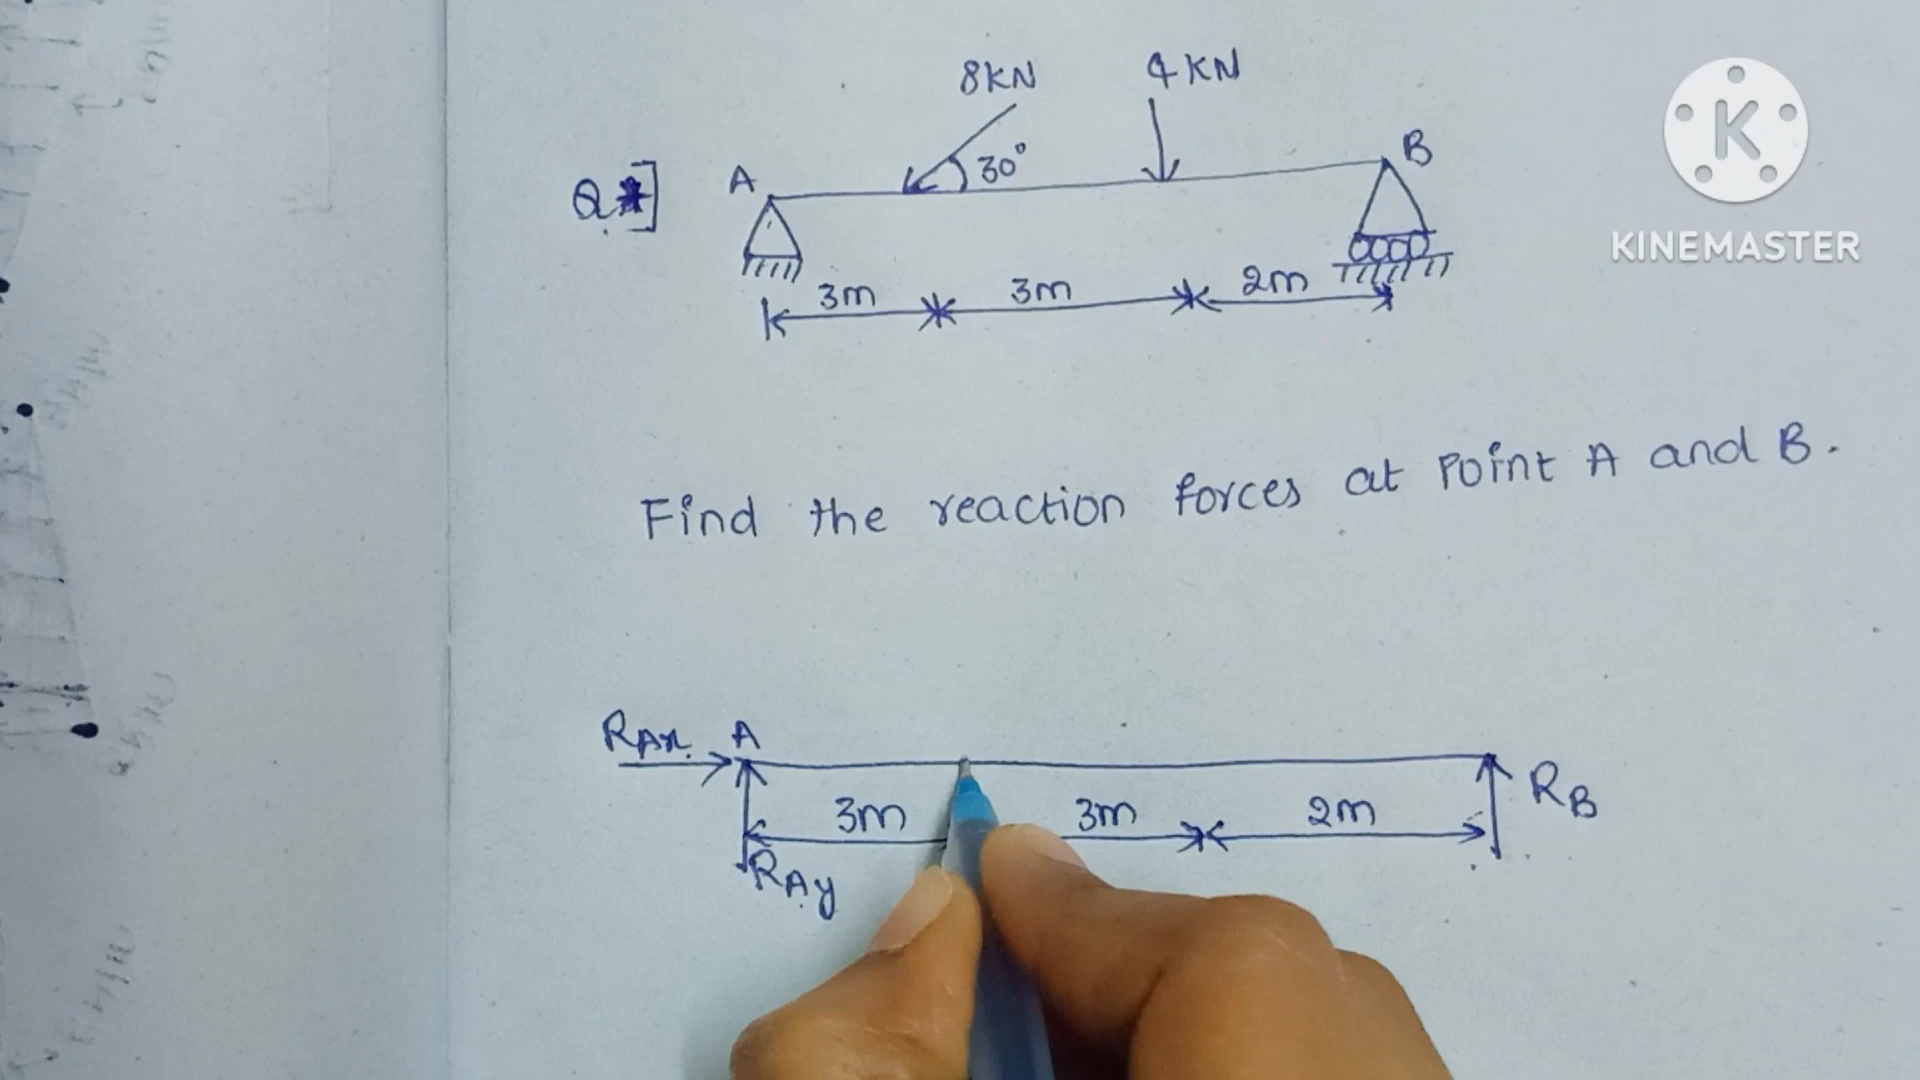 8KN 4KN
Q.*] A 30° B
3m 3m 2m
KINEMASTER
Find the reaction forces at Point A and B.
RAx A
3m 3m 2m RB
RAy